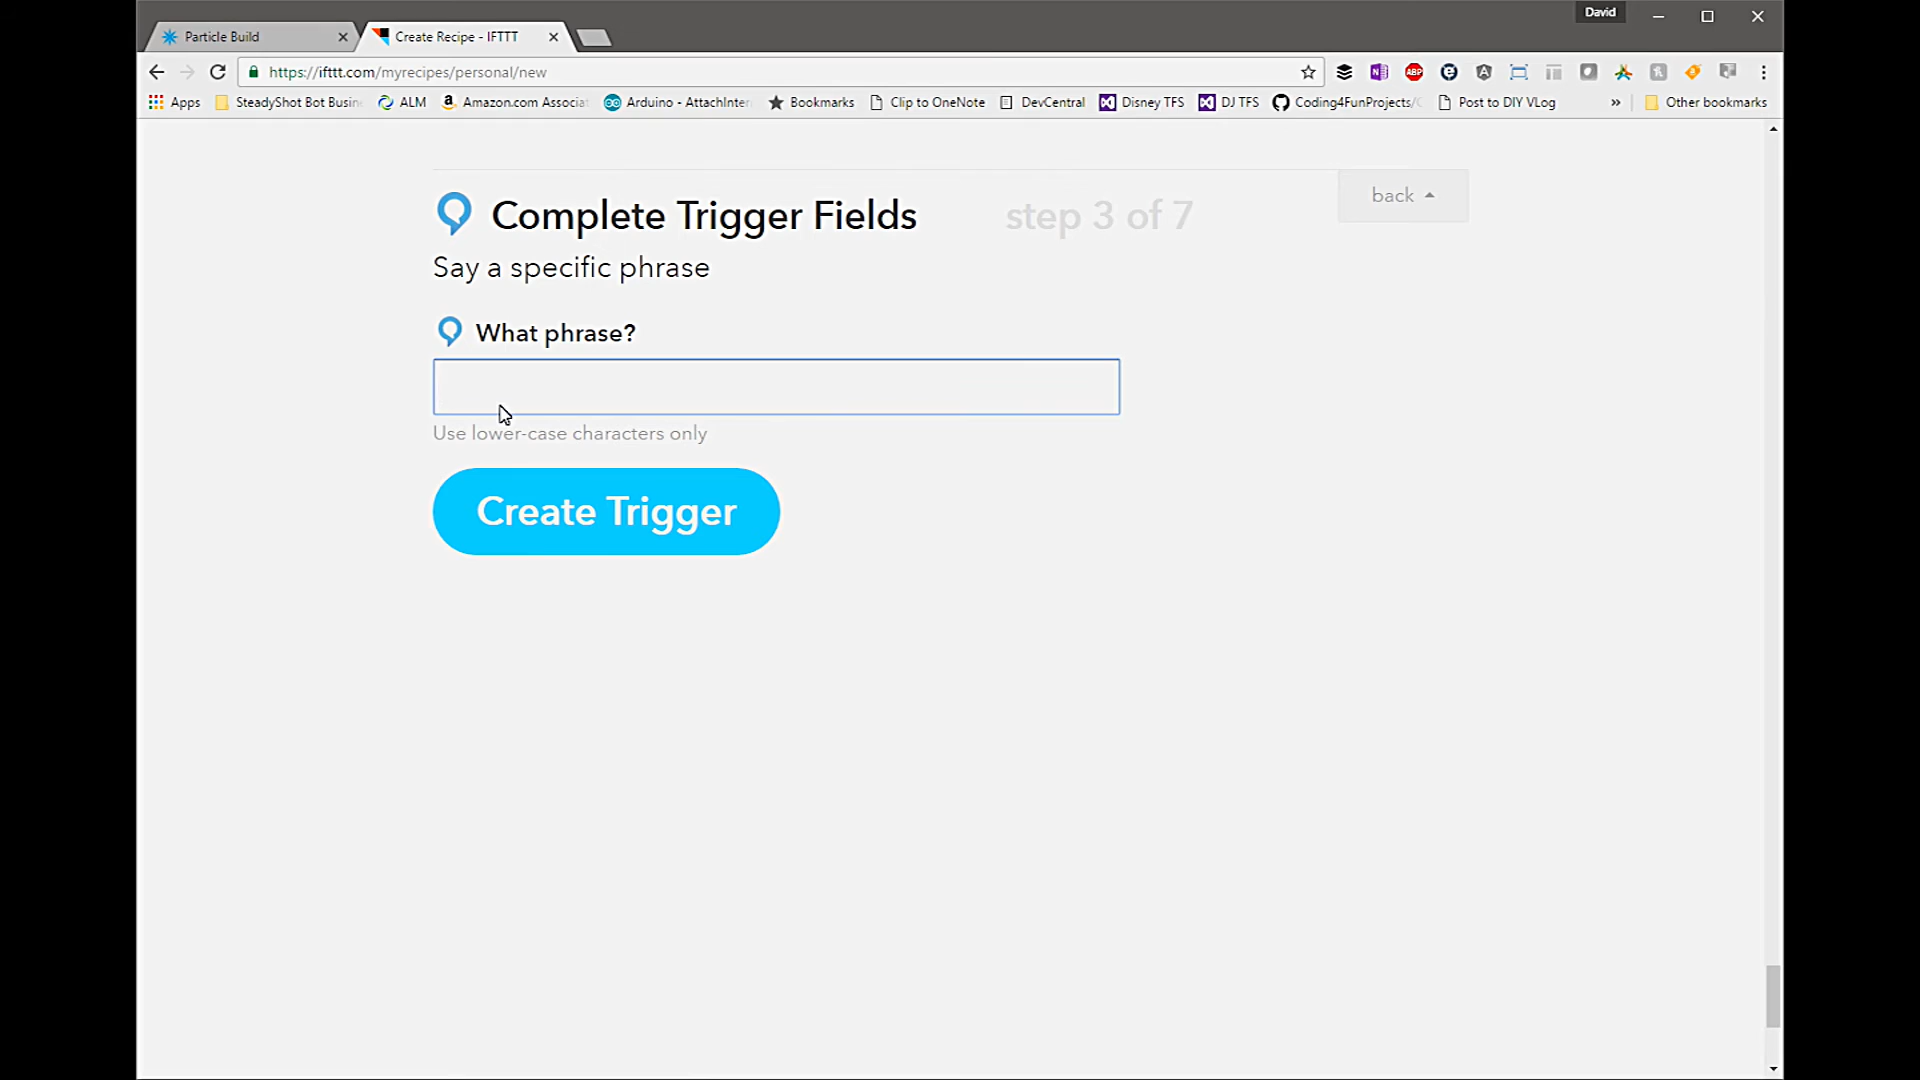 David
Particle Build
Create Recipe - IFTTT
https://ifttt.com/myrecipes/personal/new
Apps SteadyShot Bot Busin ALM Amazon.com Associa Arduino - AttachInter Bookmarks Clip to OneNote DevCentral Disney TFS DJ TFS Coding4FunProjects/ Post to DIY VLog » Other bookmarks
back
Complete Trigger Fields step 3 of 7
Say a specific phrase
What phrase?
Use lower-case characters only
Create Trigger